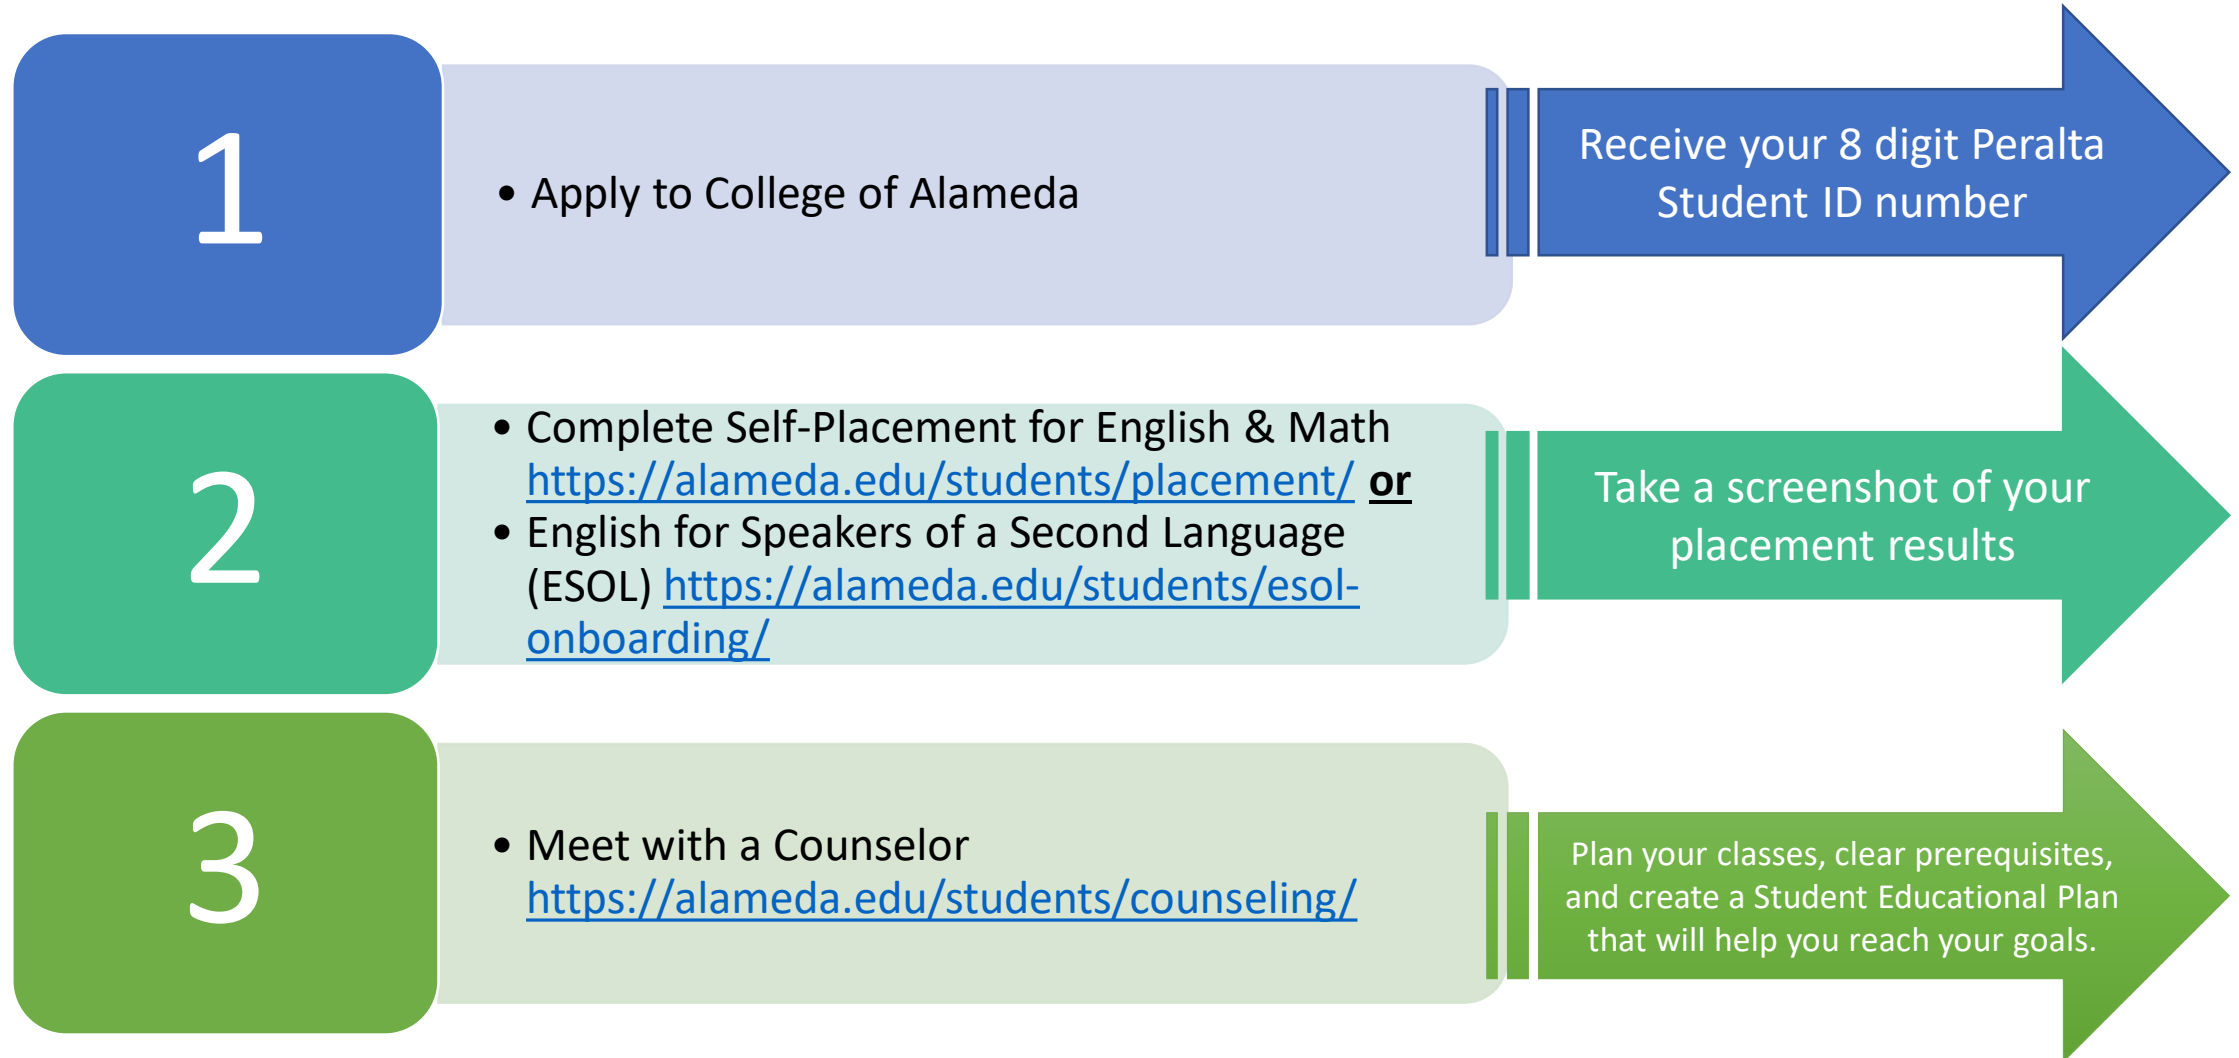 1
• Apply to College of Alameda
Receive your 8 digit Peralta
Student ID number
2
• Complete Self-Placement for English & Math
https://alameda.edu/students/placement/ or
• English for Speakers of a Second Language
(ESOL) https://alameda.edu/students/esol-
onboarding/
Take a screenshot of your
placement results
3
• Meet with a Counselor
https://alameda.edu/students/counseling/
Plan your classes, clear prerequisites,
and create a Student Educational Plan
that will help you reach your goals.